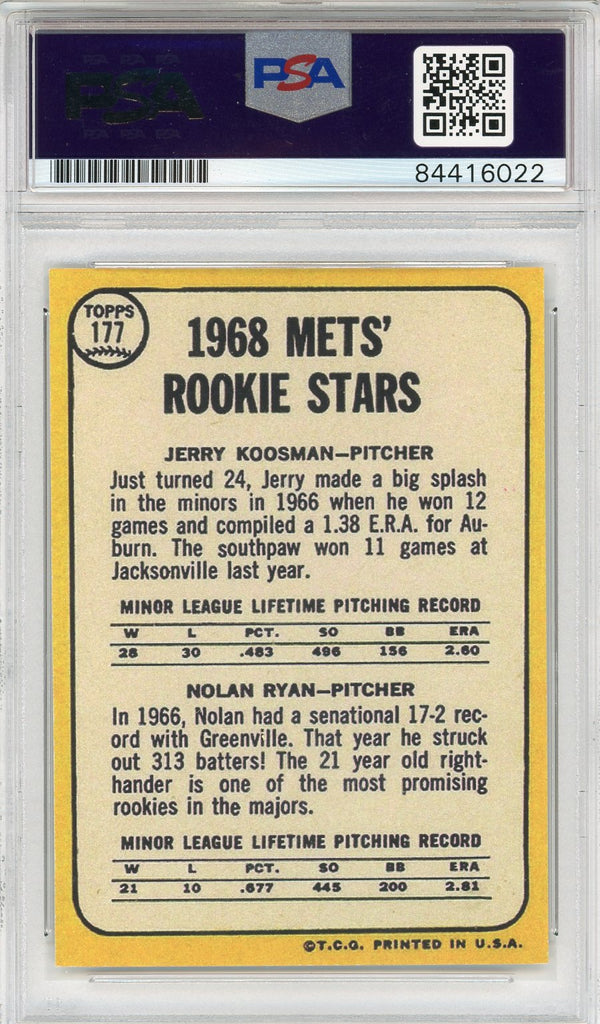 PSA
PSA
84416022
TOPPS
177
1968 METS'
ROOKIE STARS
JERRY KOOSMAN—PITCHER
Just turned 24, Jerry made a big splash
in the minors in 1966 when he won 12
games and compiled a 1.38 E.R.A. for Au-
burn. The southpaw won 11 games at
Jacksonville last year.
MINOR LEAGUE LIFETIME PITCHING RECORD
W L PCT. SO BB ERA
28 30 .483 496 156 2.60
NOLAN RYAN—PITCHER
In 1966, Nolan had a senational 17-2 rec-
ord with Greenville. That year he struck
out 313 batters! The 21 year old right-
hander is one of the most promising
rookies in the majors.
MINOR LEAGUE LIFETIME PITCHING RECORD
W L PCT. SO BB ERA
21 10 .677 445 200 2.81
©T.C.G. PRINTED IN U.S.A.